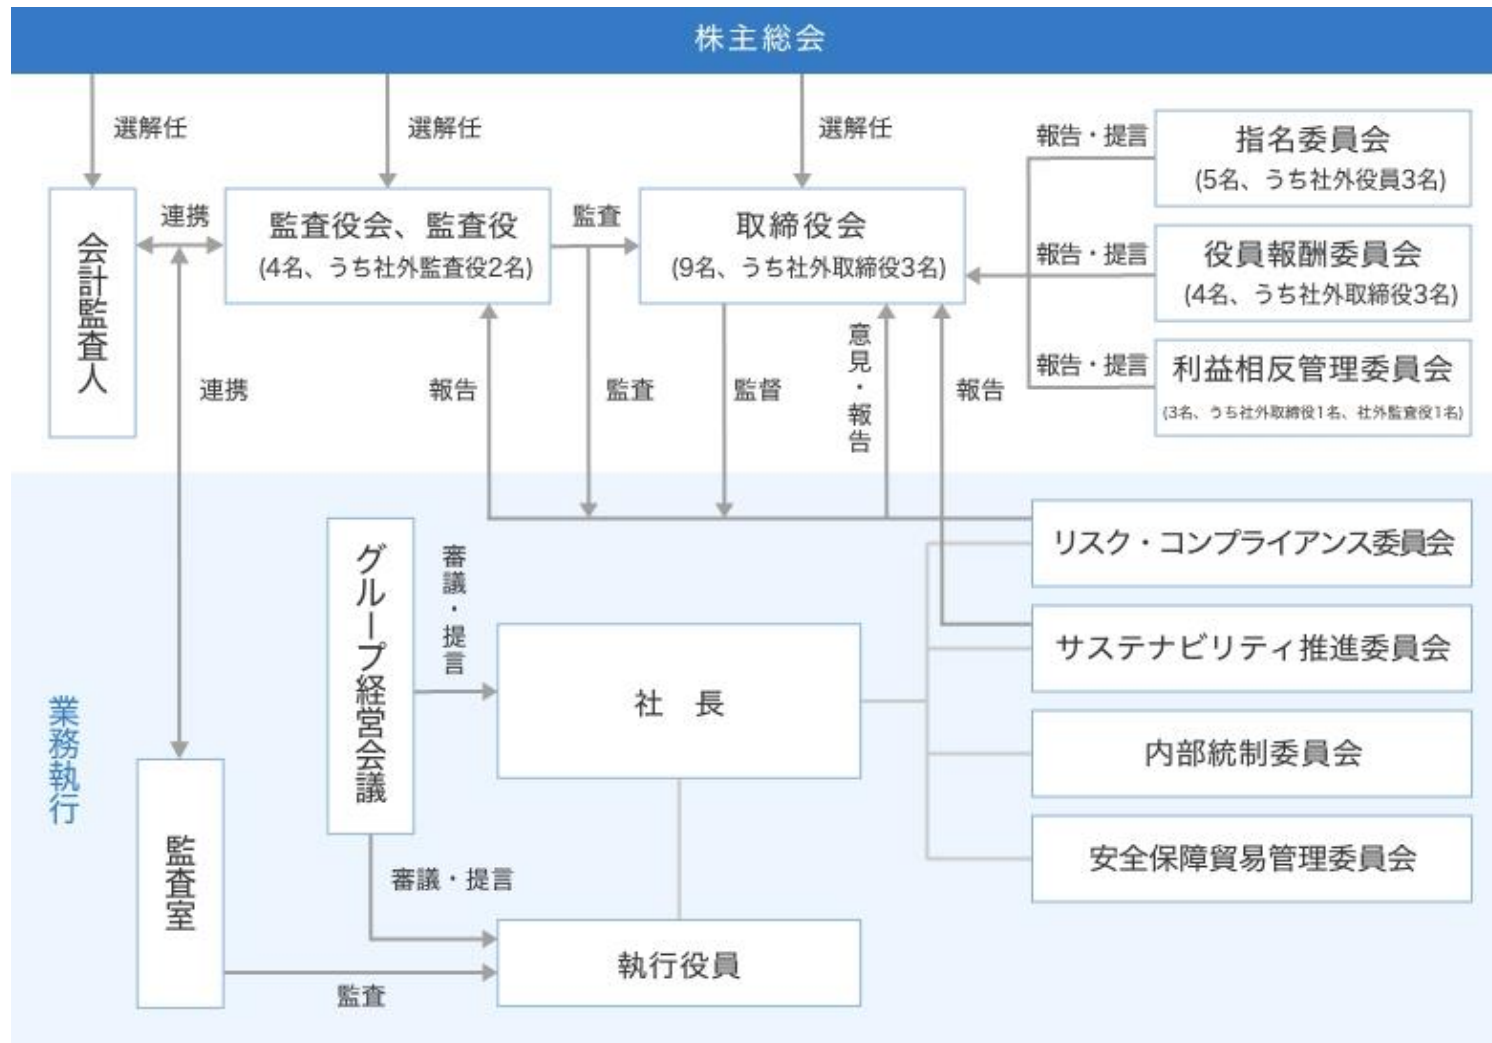 株主総会
選解任
選解任
選解任
会計監査人
連携
監査役会、監査役
(4名、うち社外監査役2名)
監査
取締役会
(9名、うち社外取締役3名)
報告・提言
指名委員会
(5名、うち社外役員3名)
報告・提言
役員報酬委員会
(4名、うち社外取締役3名)
報告・提言
利益相反管理委員会
(3名、うち社外取締役1名、社外監査役1名)
連携
報告
監査
監督
意見・報告
報告
業務執行
グループ経営会議
審議・提言
社 長
リスク・コンプライアンス委員会
サステナビリティ推進委員会
内部統制委員会
安全保障貿易管理委員会
監査室
審議・提言
執行役員
監査